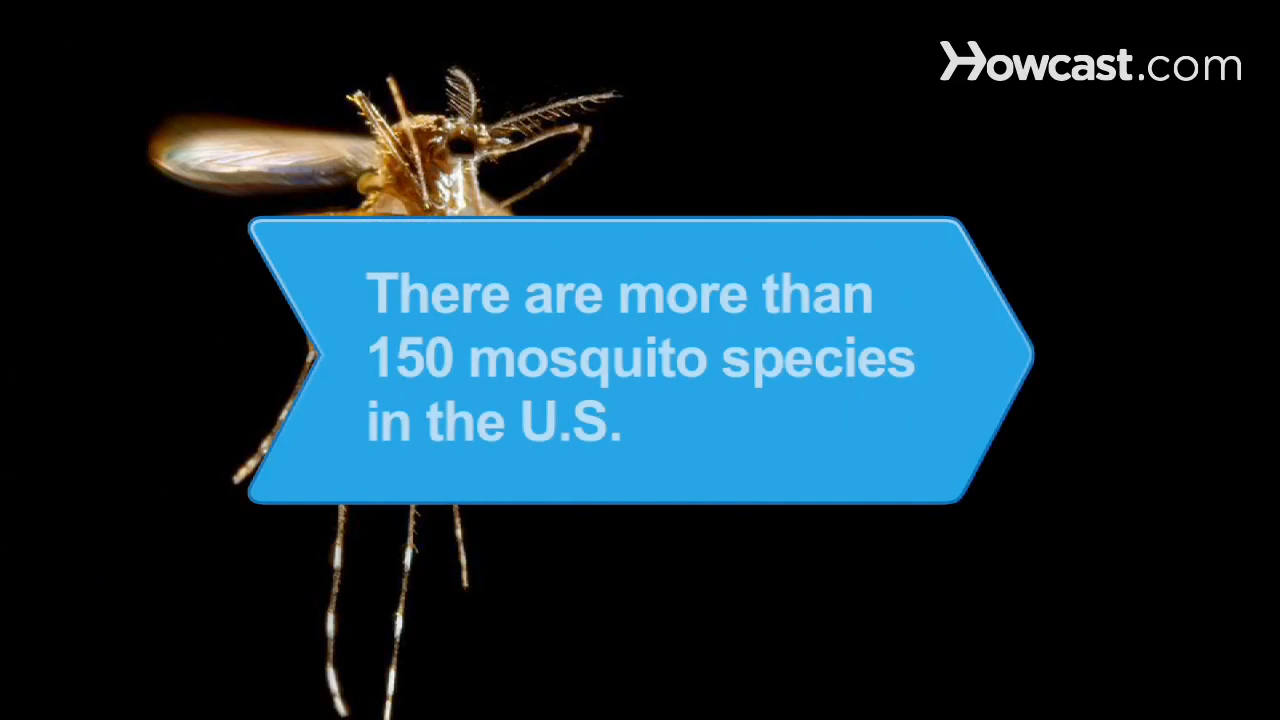 Howcast.com
There are more than
150 mosquito species
in the U.S.